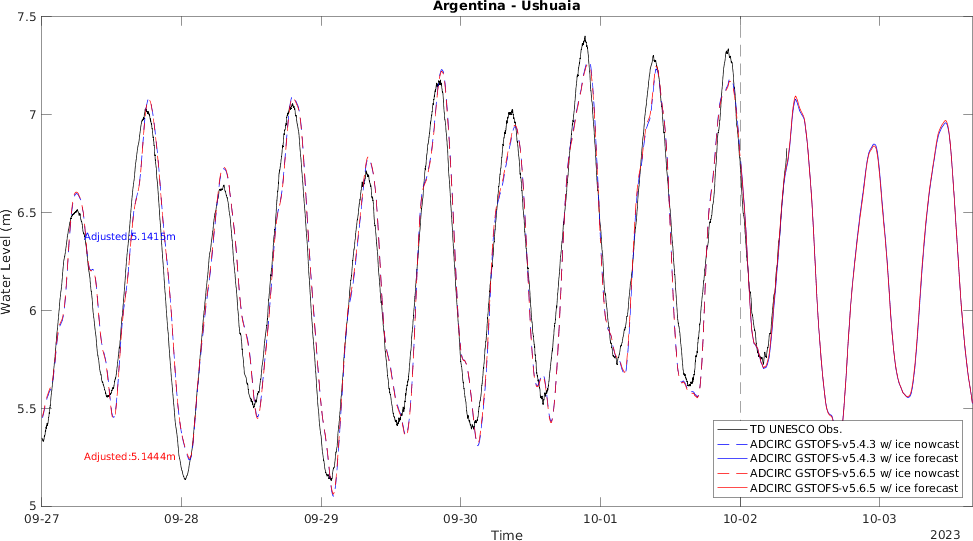 Argentina - Ushuaia
7.5
7
6.5
6
5.5
5
Water Level (m)
Adjusted:5.1415m
Adjusted:5.1444m
TD UNESCO Obs.
ADCIRC GSTOFS-v5.4.3 w/ ice nowcast
ADCIRC GSTOFS-v5.4.3 w/ ice forecast
ADCIRC GSTOFS-v5.6.5 w/ ice nowcast
ADCIRC GSTOFS-v5.6.5 w/ ice forecast
09-27 09-28 09-29 09-30 10-01 10-02 10-03
Time
2023